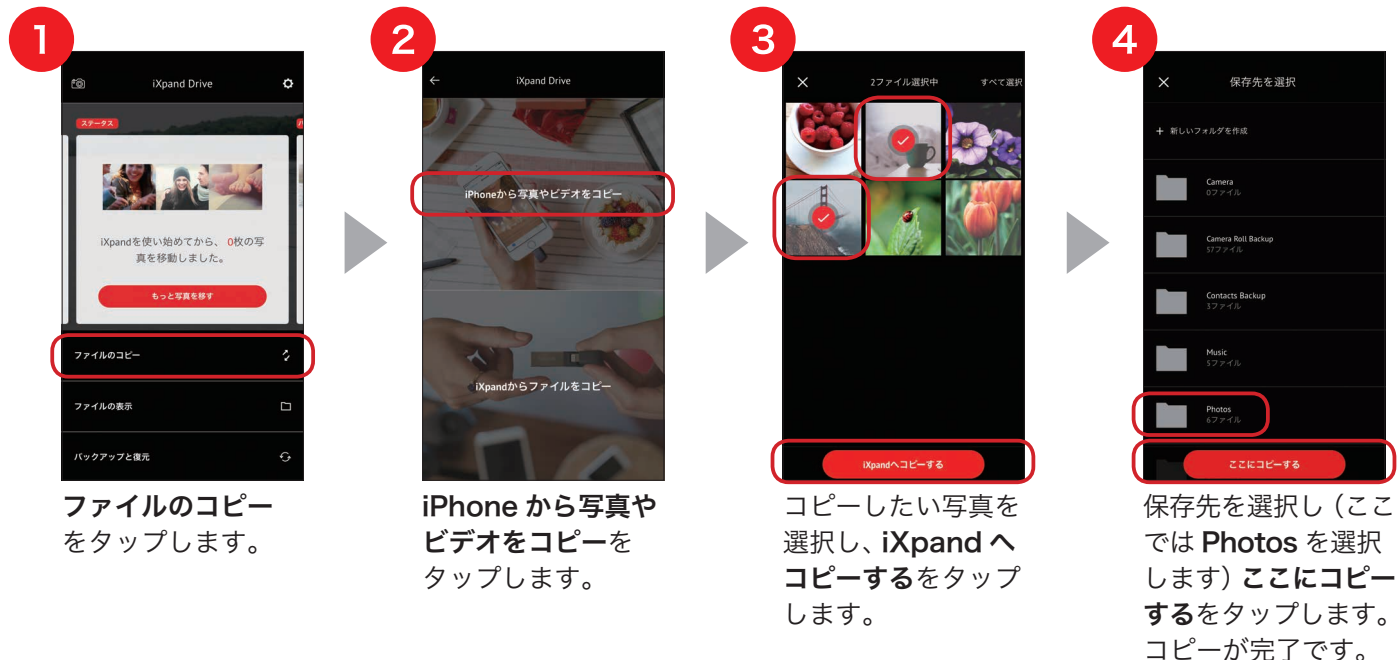 1
iXpand Drive
ステータス
iXpandを使い始めてから、 0枚の写
真を移動しました。
もっと写真を移す
ファイルのコピー
ファイルの表示
バックアップと復元
ファイルのコピー
をタップします。
2
iXpand Drive
iPhoneから写真やビデオをコピー
iXpandからファイルをコピー
iPhone から写真や
ビデオをコピーを
タップします。
3
2ファイル選択中
すべて選択
iXpandへコピーする
コピーしたい写真を
選択し、iXpand へ
コピーするをタップ
します。
4
保存先を選択
+ 新しいフォルダを作成
Camera
0ファイル
Camera Roll Backup
57ファイル
Contacts Backup
3ファイル
Music
5ファイル
Photos
6ファイル
ここにコピーする
保存先を選択し（ここ
では Photos を選択
します）ここにコピー
するをタップします。
コピーが完了です。